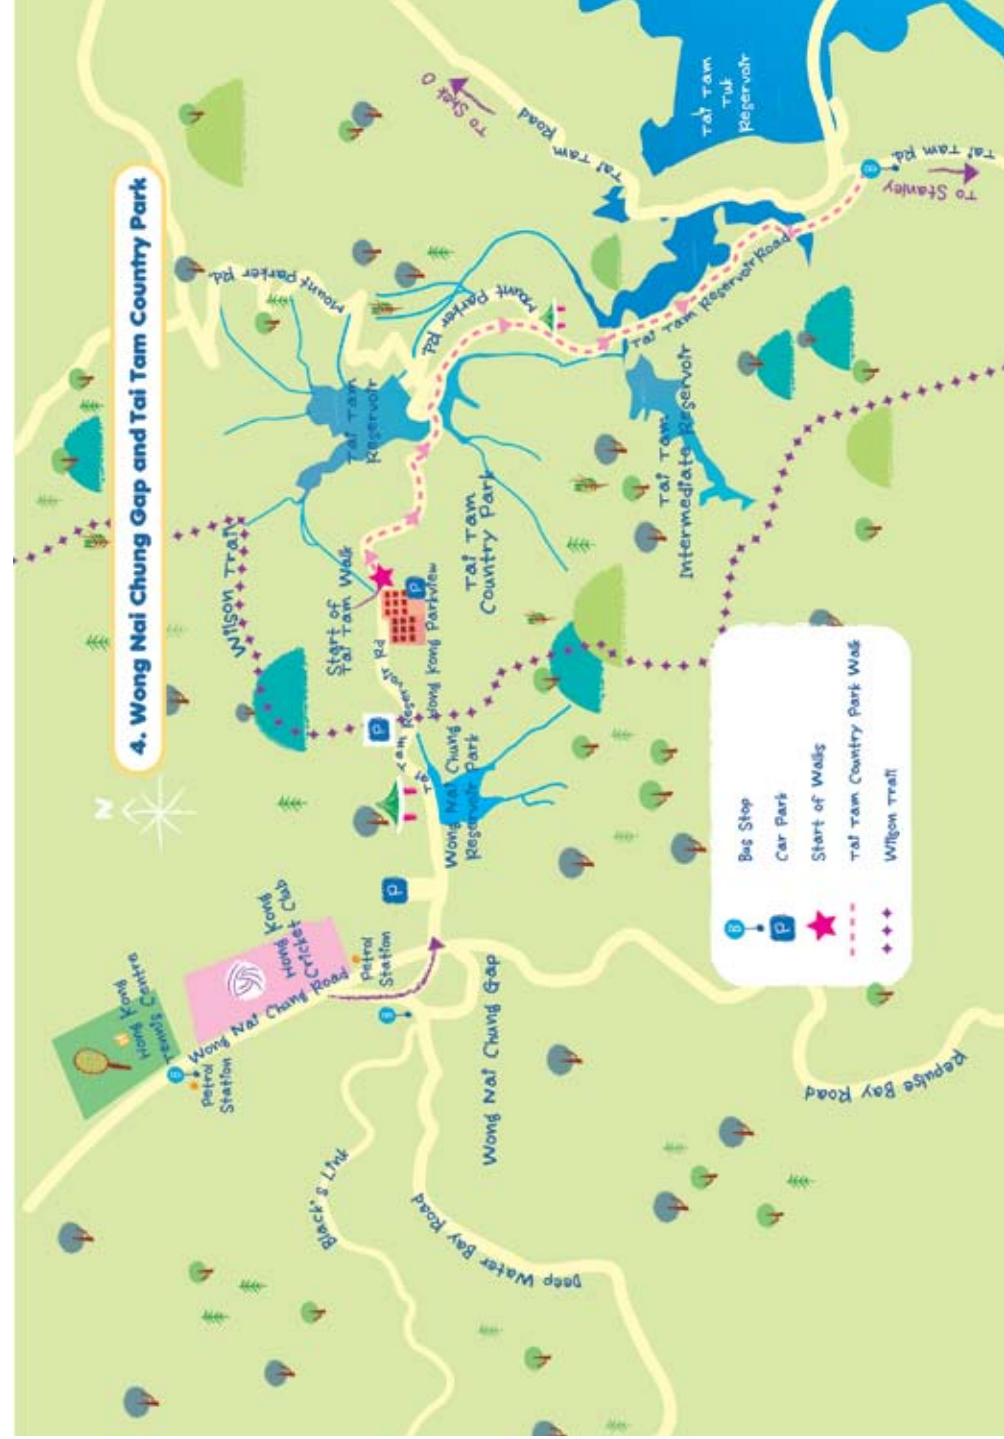 4. Wong Nai Chung Gap and Tai Tam Country Park
N
Hong Kong
Tennis Centre
Petrol
Station
B
Wong Nai Chung Road
Hong Kong
Cricket Club
Petrol
Station
B
P
Black's Link
Deep Water Bay Road
Wong Nai Chung Gap
Repulse Bay Road
Wong Nai Chung
Reservoir Park
Tai Tam Reservoir Rd
P
Wilson Trail
Start of
Tai Tam Walk
Hong Kong Parkview
P
Tai Tam
Country Park
Tai Tam
Reservoir
Mount Parker Rd.
Mount Parker Rd.
Tai Tam
Intermediate Reservoir
Tai Tam Reservoir Road
Tai Tam
Road
To Shek O
Tai Tam
Tuk
Reservoir
B
Tai Tam Rd.
To Stanley
B
Bus Stop
P
Car Park
Start of Walks
Tai Tam Country Park Walk
Wilson Trail